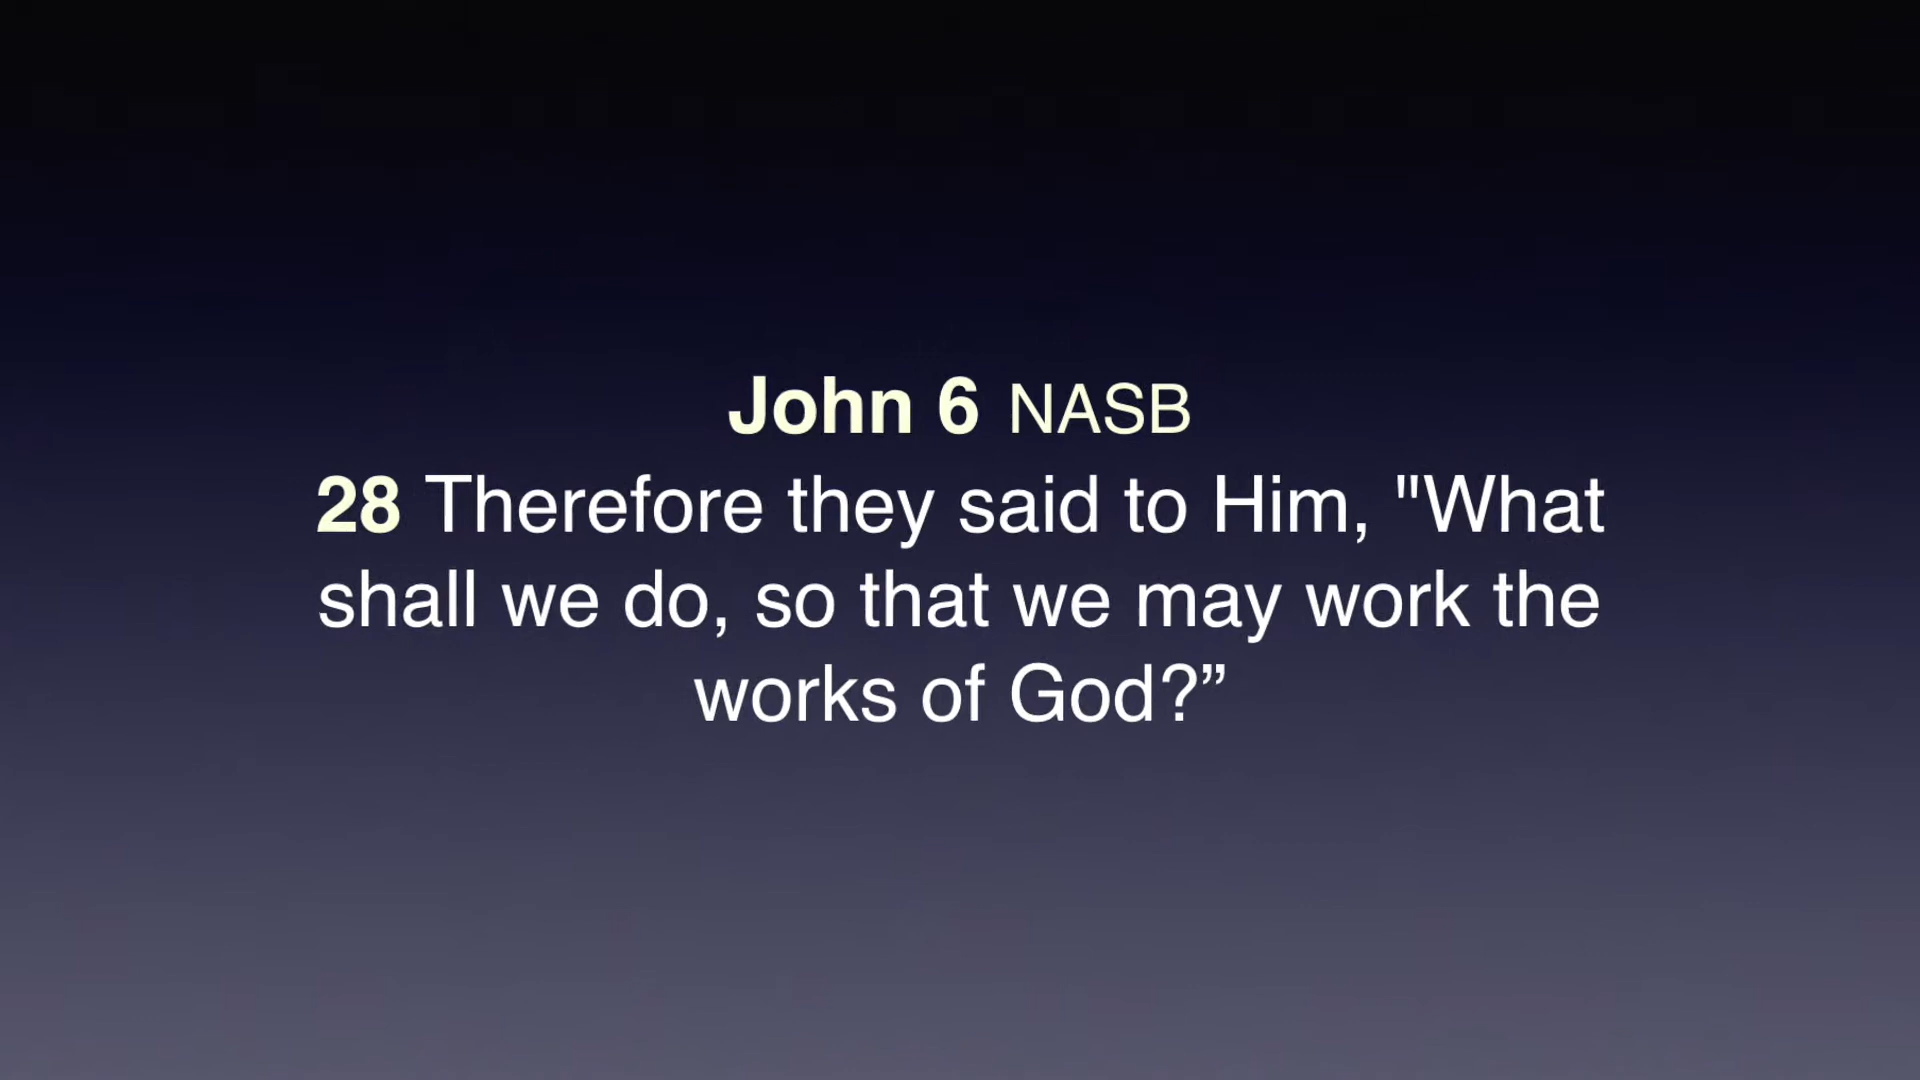 John 6 NASB
28 Therefore they said to Him, "What
shall we do, so that we may work the
works of God?”